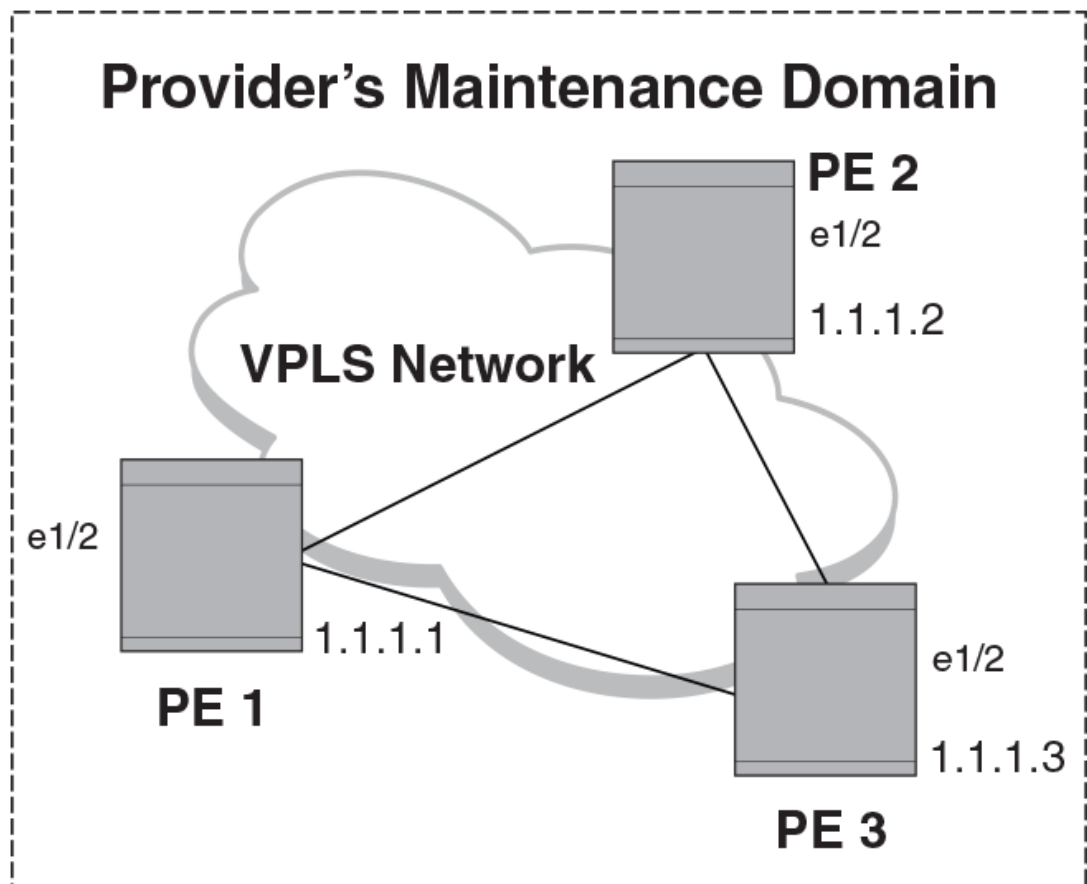 Provider’s Maintenance Domain
PE 2
e1/2
1.1.1.2
VPLS Network
e1/2
1.1.1.1
PE 1
e1/2
1.1.1.3
PE 3